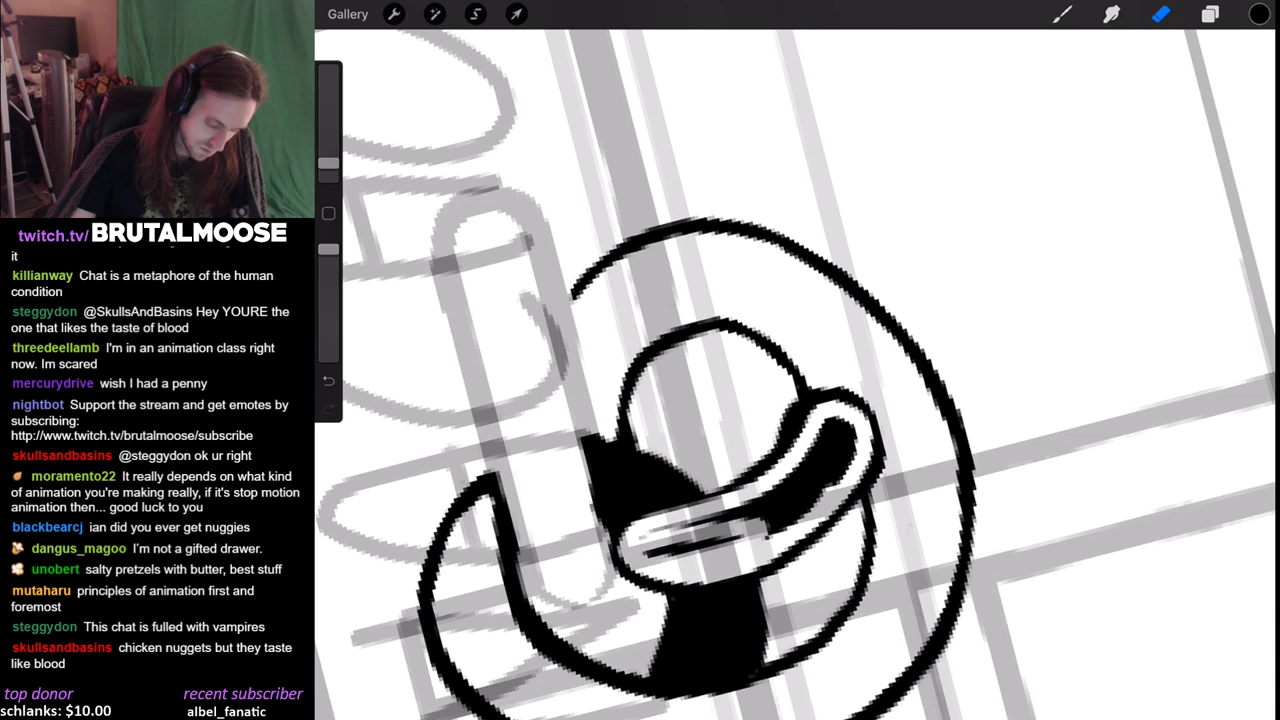 Gallery
twitch.tv/BRUTALMOOSE
it
killianway Chat is a metaphore of the human
condition
steggydon @SkullsAndBasins Hey YOURE the
one that likes the taste of blood
threedeellamb I'm in an animation class right
now. Im scared
mercurydrive wish I had a penny
nightbot Support the stream and get emotes by
subscribing:
http://www.twitch.tv/brutalmoose/subscribe
skullsandbasins @steggydon ok ur right
moramento22 It really depends on what kind
of animation you're making really, if it's stop motion
animation then... good luck to you
blackbearcj ian did you ever get nuggies
dangus_magoo I'm not a gifted drawer.
unobert salty pretzels with butter, best stuff
mutaharu principles of animation first and
foremost
steggydon This chat is fulled with vampires
skullsandbasins chicken nuggets but they taste
like blood
top donor
schlanks: $10.00
recent subscriber
albel_fanatic